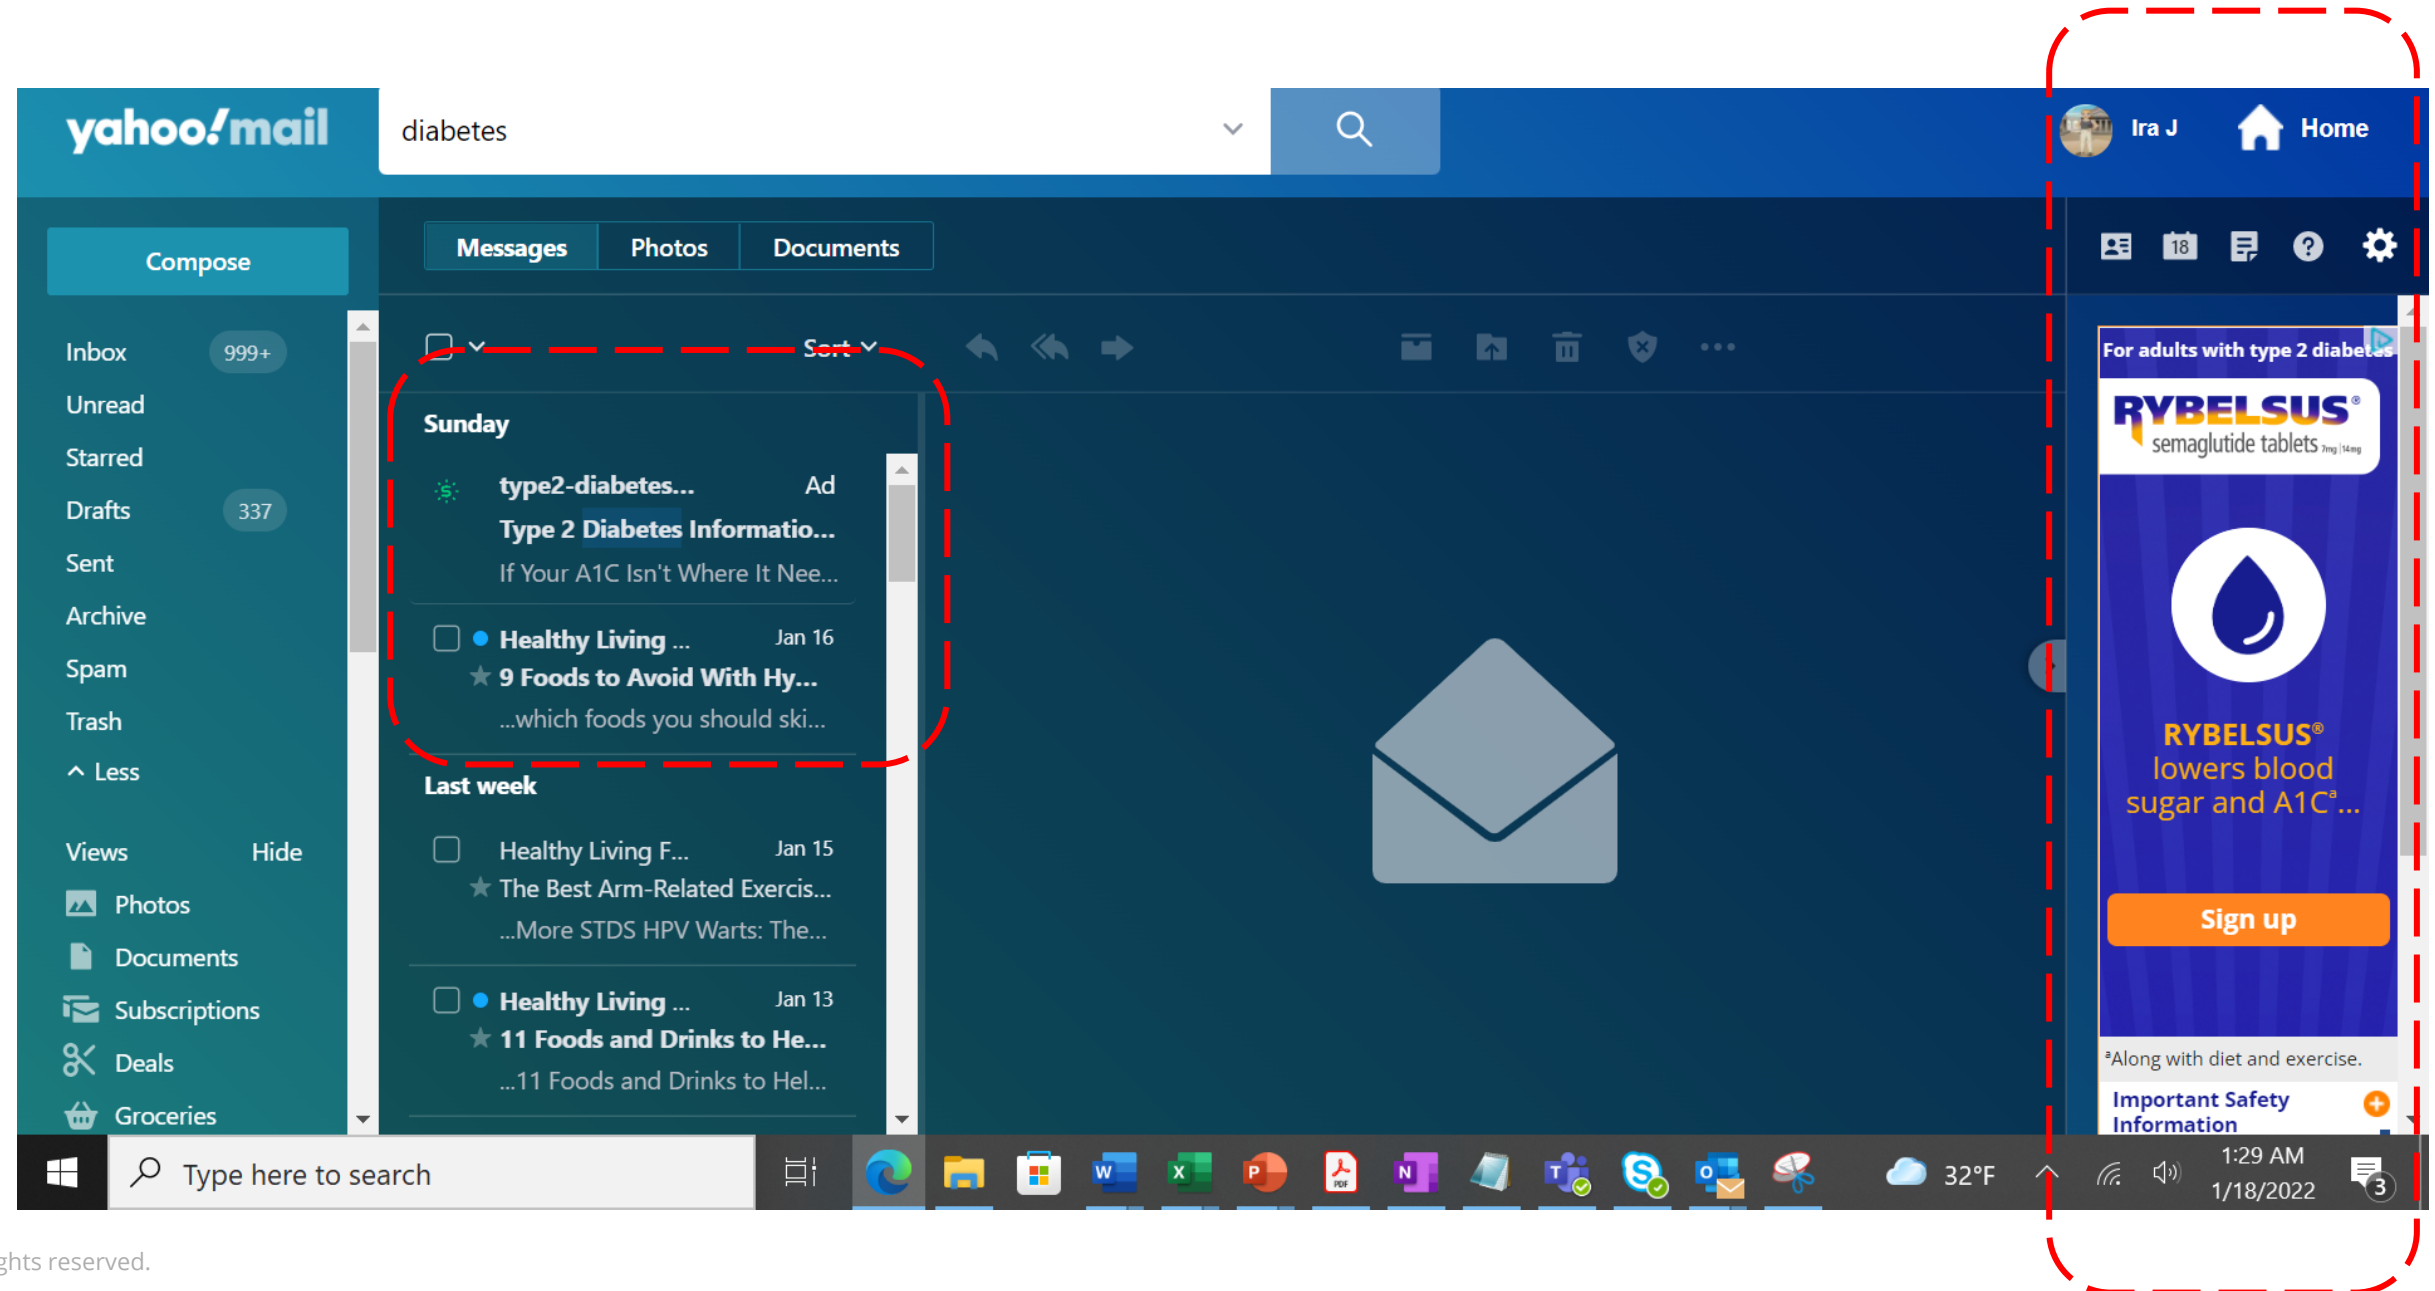 yahoo!mail
diabetes
Ira J
Home
Compose
Messages
Photos
Documents
18
Inbox 999+
Unread
Starred
Drafts 337
Sent
Archive
Spam
Trash
Less
Views Hide
Photos
Documents
Subscriptions
Deals
Groceries
Sort
Sunday
type2-diabetes... Ad
Type 2 Diabetes Informatio...
If Your A1C Isn't Where It Nee...
Healthy Living ... Jan 16
9 Foods to Avoid With Hy...
...which foods you should ski...
Last week
Healthy Living F... Jan 15
The Best Arm-Related Exercis...
...More STDS HPV Warts: The...
Healthy Living ... Jan 13
11 Foods and Drinks to He...
...11 Foods and Drinks to Hel...
For adults with type 2 diabetes
RYBELSUS®
semaglutide tablets 7mg | 14mg
RYBELSUS®
lowers blood
sugar and A1Cª...
Sign up
ªAlong with diet and exercise.
Important Safety
Information
Type here to search
W
X
P
PDF
N
T
S
O
32°F
1:29 AM
1/18/2022
3
ghts reserved.